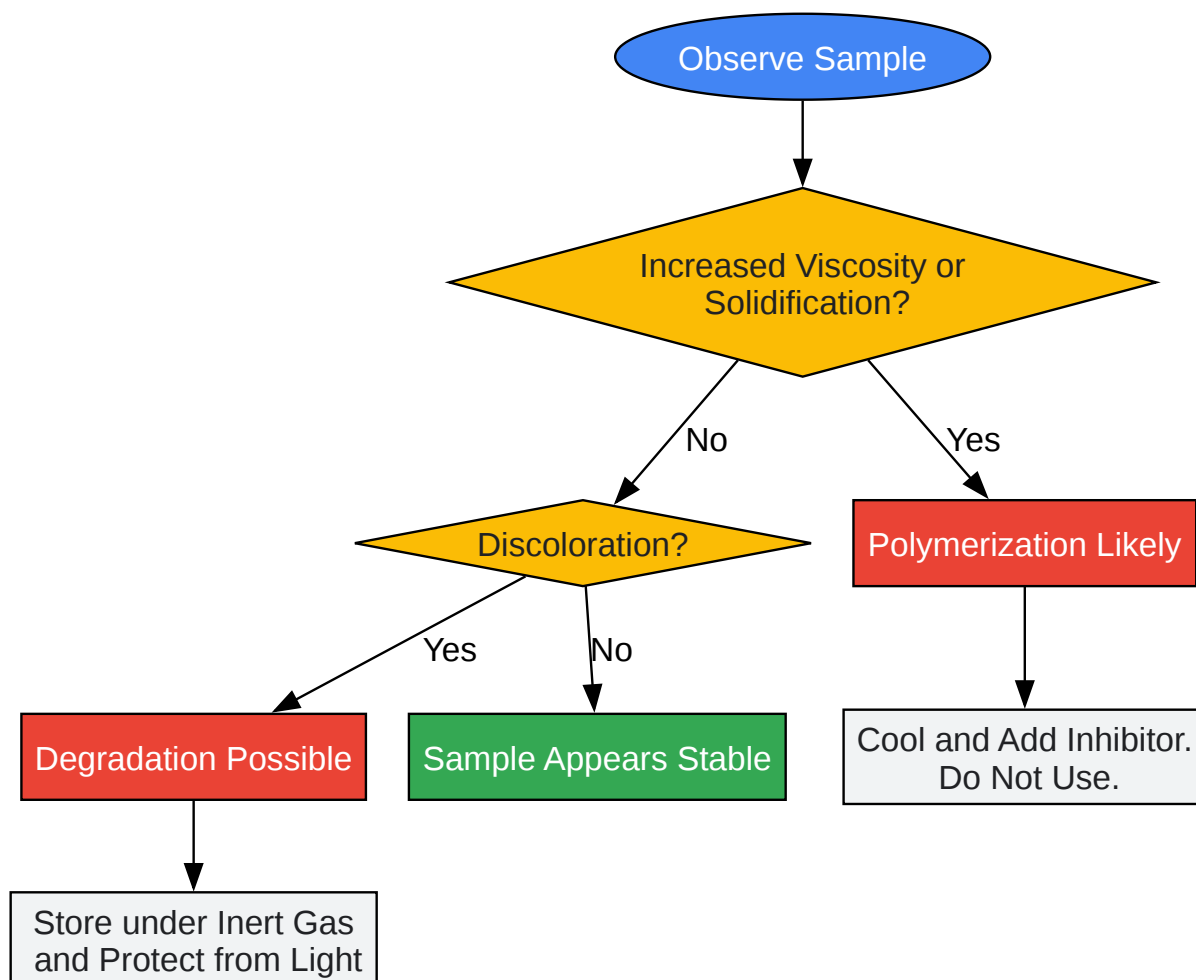 Observe Sample
Increased Viscosity or
Solidification?
No
Yes
Discoloration?
Polymerization Likely
Yes
No
Degradation Possible
Sample Appears Stable
Cool and Add Inhibitor.
Do Not Use.
Store under Inert Gas
and Protect from Light